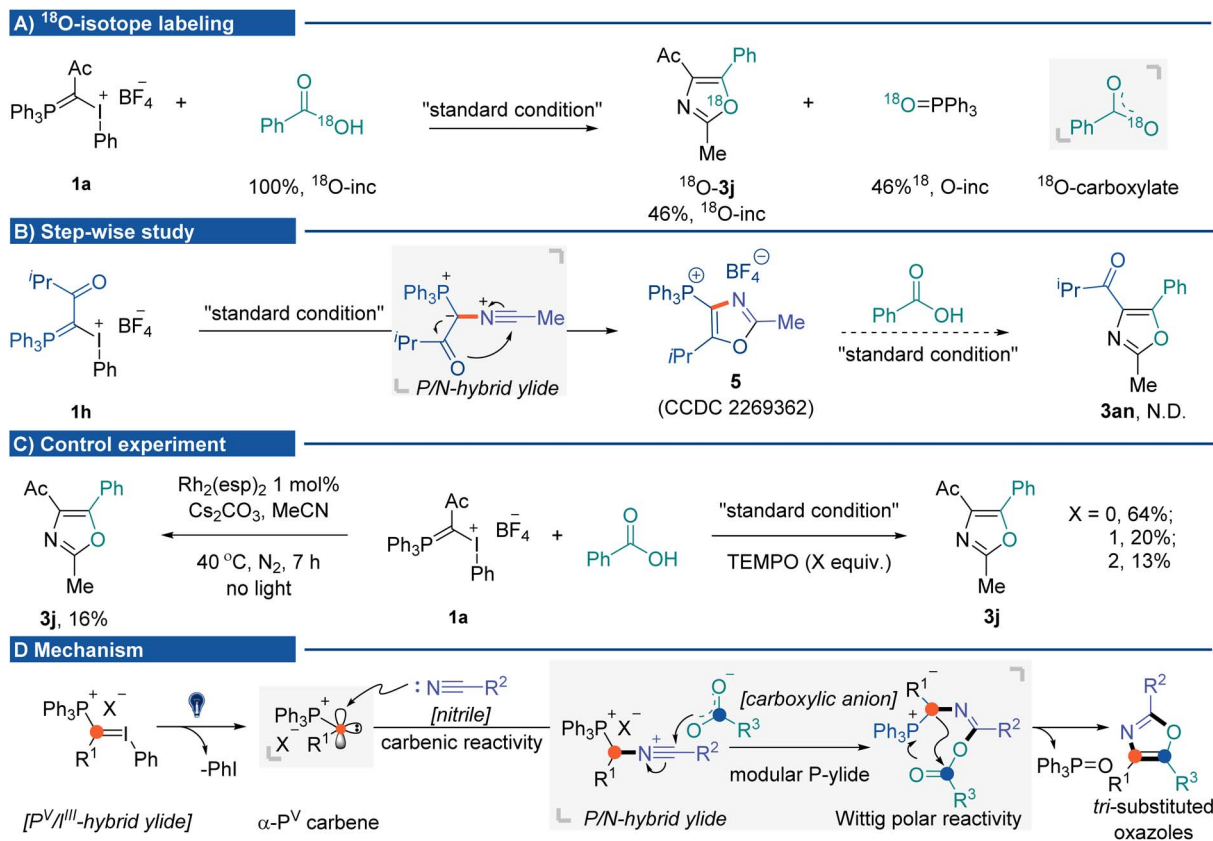 A) ¹⁸O-isotope labeling
Ac
Ph₃P
I⁺
BF₄⁻
Ph
1a
+
O
Ph
¹⁸OH
100%, ¹⁸O-inc
"standard condition"
Ac
Ph
N
¹⁸O
Me
¹⁸O-3j
46%, ¹⁸O-inc
+
¹⁸O=PPh₃
46%¹⁸, O-inc
O
Ph
¹⁸O
¹⁸O-carboxylate
B) Step-wise study
ⁱPr
O
Ph₃P
I⁺
BF₄⁻
Ph
1h
"standard condition"
Ph₃P⁺
−
N⁺
Me
ⁱPr
O
P/N-hybrid ylide
Ph₃P⊕
BF₄⊖
N
Me
O
iPr
5
(CCDC 2269362)
O
Ph
OH
"standard condition"
O
ⁱPr
Ph
N
O
Me
3an, N.D.
C) Control experiment
Ac
Ph
N
O
Me
3j, 16%
Rh₂(esp)₂ 1 mol%
Cs₂CO₃, MeCN
40 °C, N₂, 7 h
no light
Ac
Ph₃P
I⁺
BF₄⁻
Ph
1a
+
O
Ph
OH
"standard condition"
TEMPO (X equiv.)
Ac
Ph
N
O
Me
3j
X = 0, 64%;
1, 20%;
2, 13%
D Mechanism
Ph₃P⁺
X⁻
I
R¹
Ph
[Pⱽ/Iᴵᴵᴵ-hybrid ylide]
-PhI
Ph₃P⁺
X⁻
R¹
α-Pⱽ carbene
:N≡C-R²
[nitrile]
carbenic reactivity
Ph₃P⁺
X⁻
N⁺
R²
R¹
P/N-hybrid ylide
O⁻
O
R³
[carboxylic anion]
modular P-ylide
R¹
−
N
Ph₃P⁺
R²
O
O
R³
Wittig polar reactivity
Ph₃P=O
R²
N
O
R¹
R³
tri-substituted
oxazoles